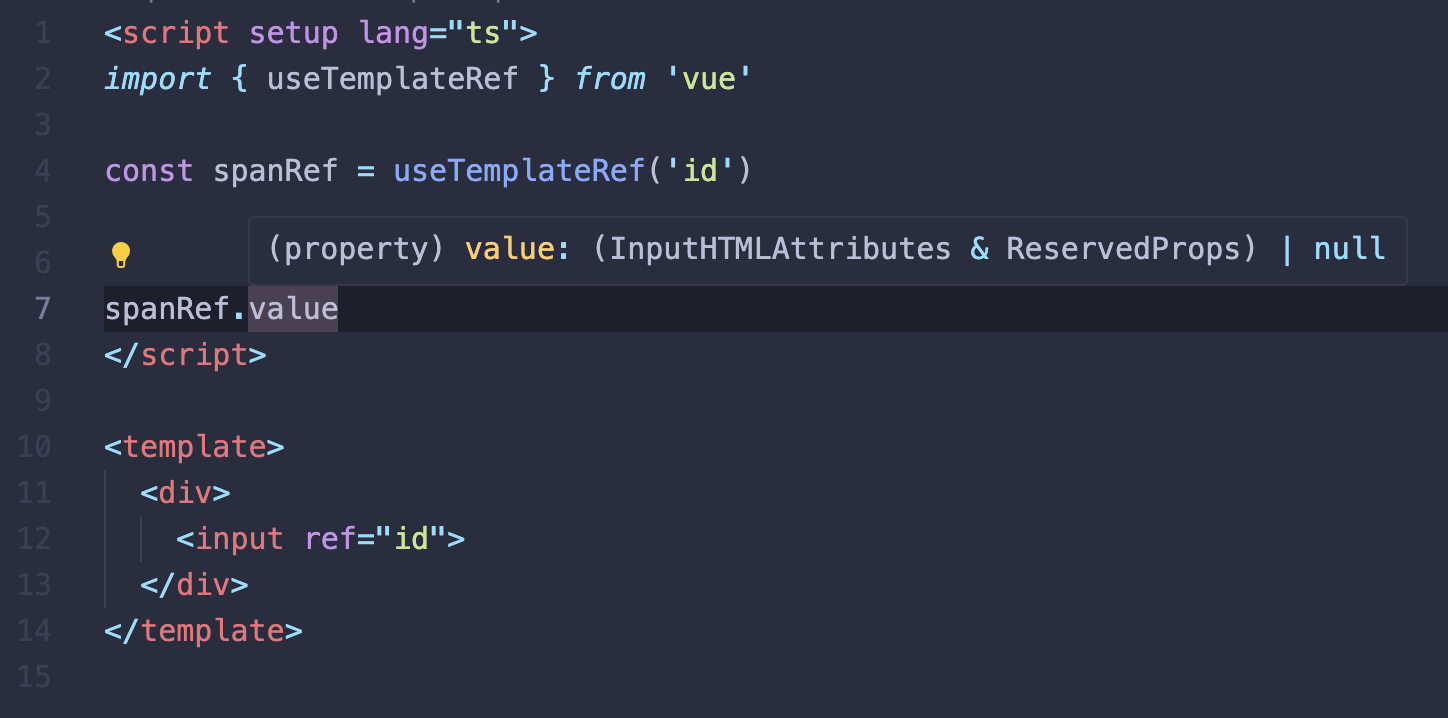 1 <script setup lang="ts">
2 import { useTemplateRef } from 'vue'
3
4 const spanRef = useTemplateRef('id')
5
(property) value: (InputHTMLAttributes & ReservedProps) | null
6
7 spanRef.value
8 </script>
9
10 <template>
11 <div>
12 <input ref="id">
13 </div>
14 </template>
15